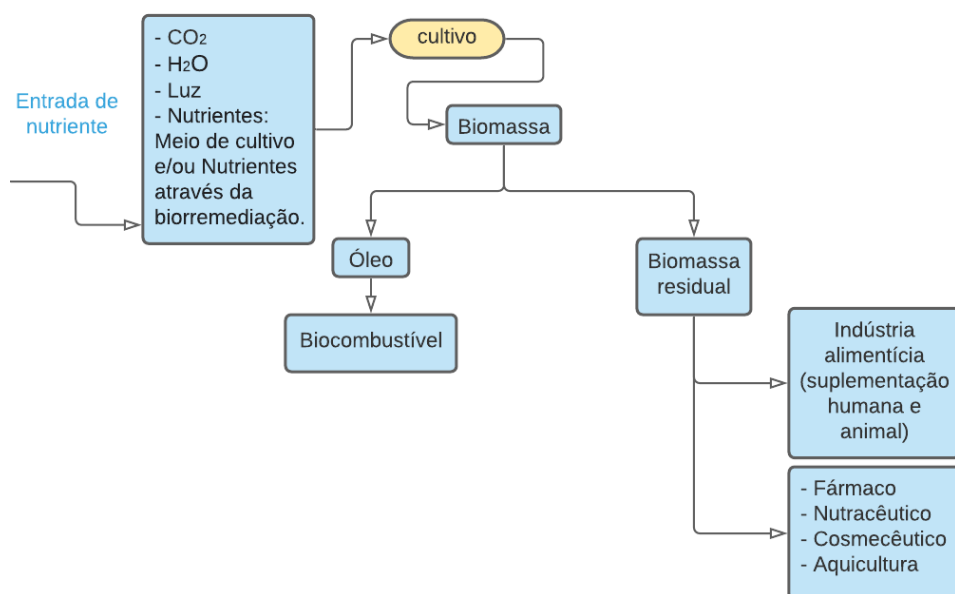 Entrada de
nutriente
- CO2
- H2O
- Luz
- Nutrientes:
Meio de cultivo
e/ou Nutrientes
através da
biorremediação.
cultivo
Biomassa
Óleo
Biocombustível
Biomassa
residual
Indústria
alimentícia
(suplementação
humana e
animal)
- Fármaco
- Nutracêutico
- Cosmecêutico
- Aquicultura